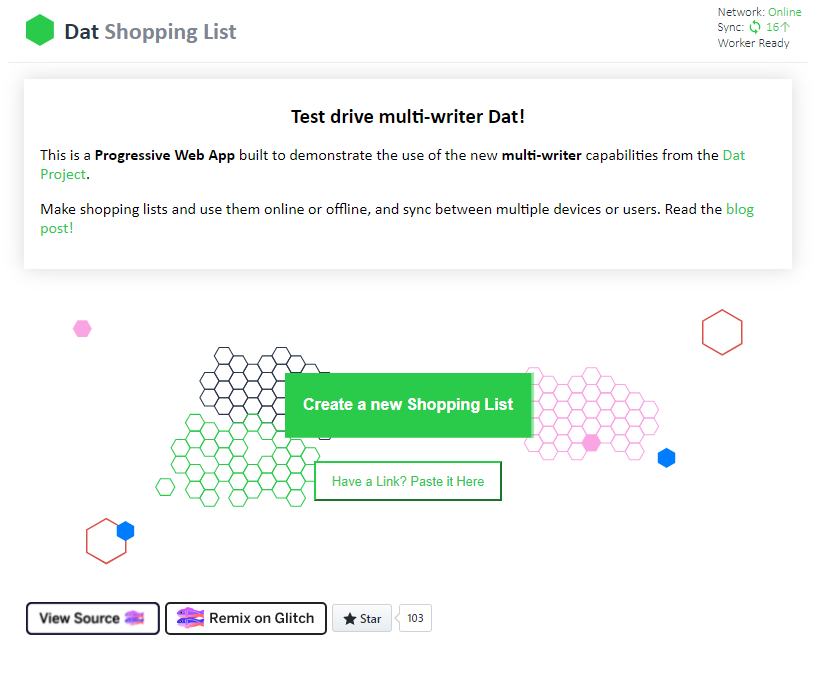 Dat Shopping List
Network: Online
Sync: 16↑
Worker Ready
Test drive multi-writer Dat!
This is a Progressive Web App built to demonstrate the use of the new multi-writer capabilities from the Dat
Project.
Make shopping lists and use them online or offline, and sync between multiple devices or users. Read the blog
post!
Create a new Shopping List
Have a Link? Paste it Here
View Source
Remix on Glitch
Star
103